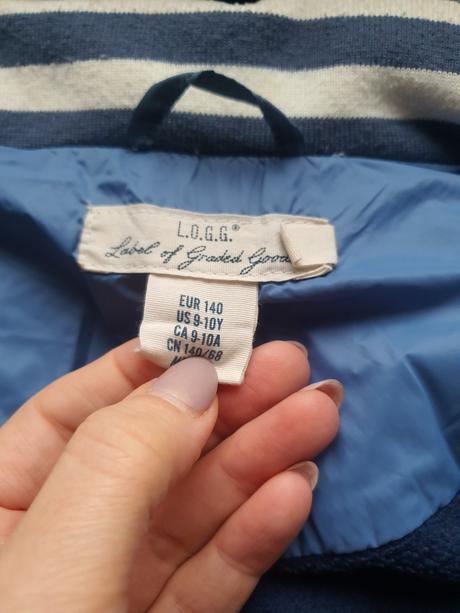 L.O.G.G.®
Label of Graded Goods
EUR 140
US 9-10Y
CA 9-10A
CN 140/68